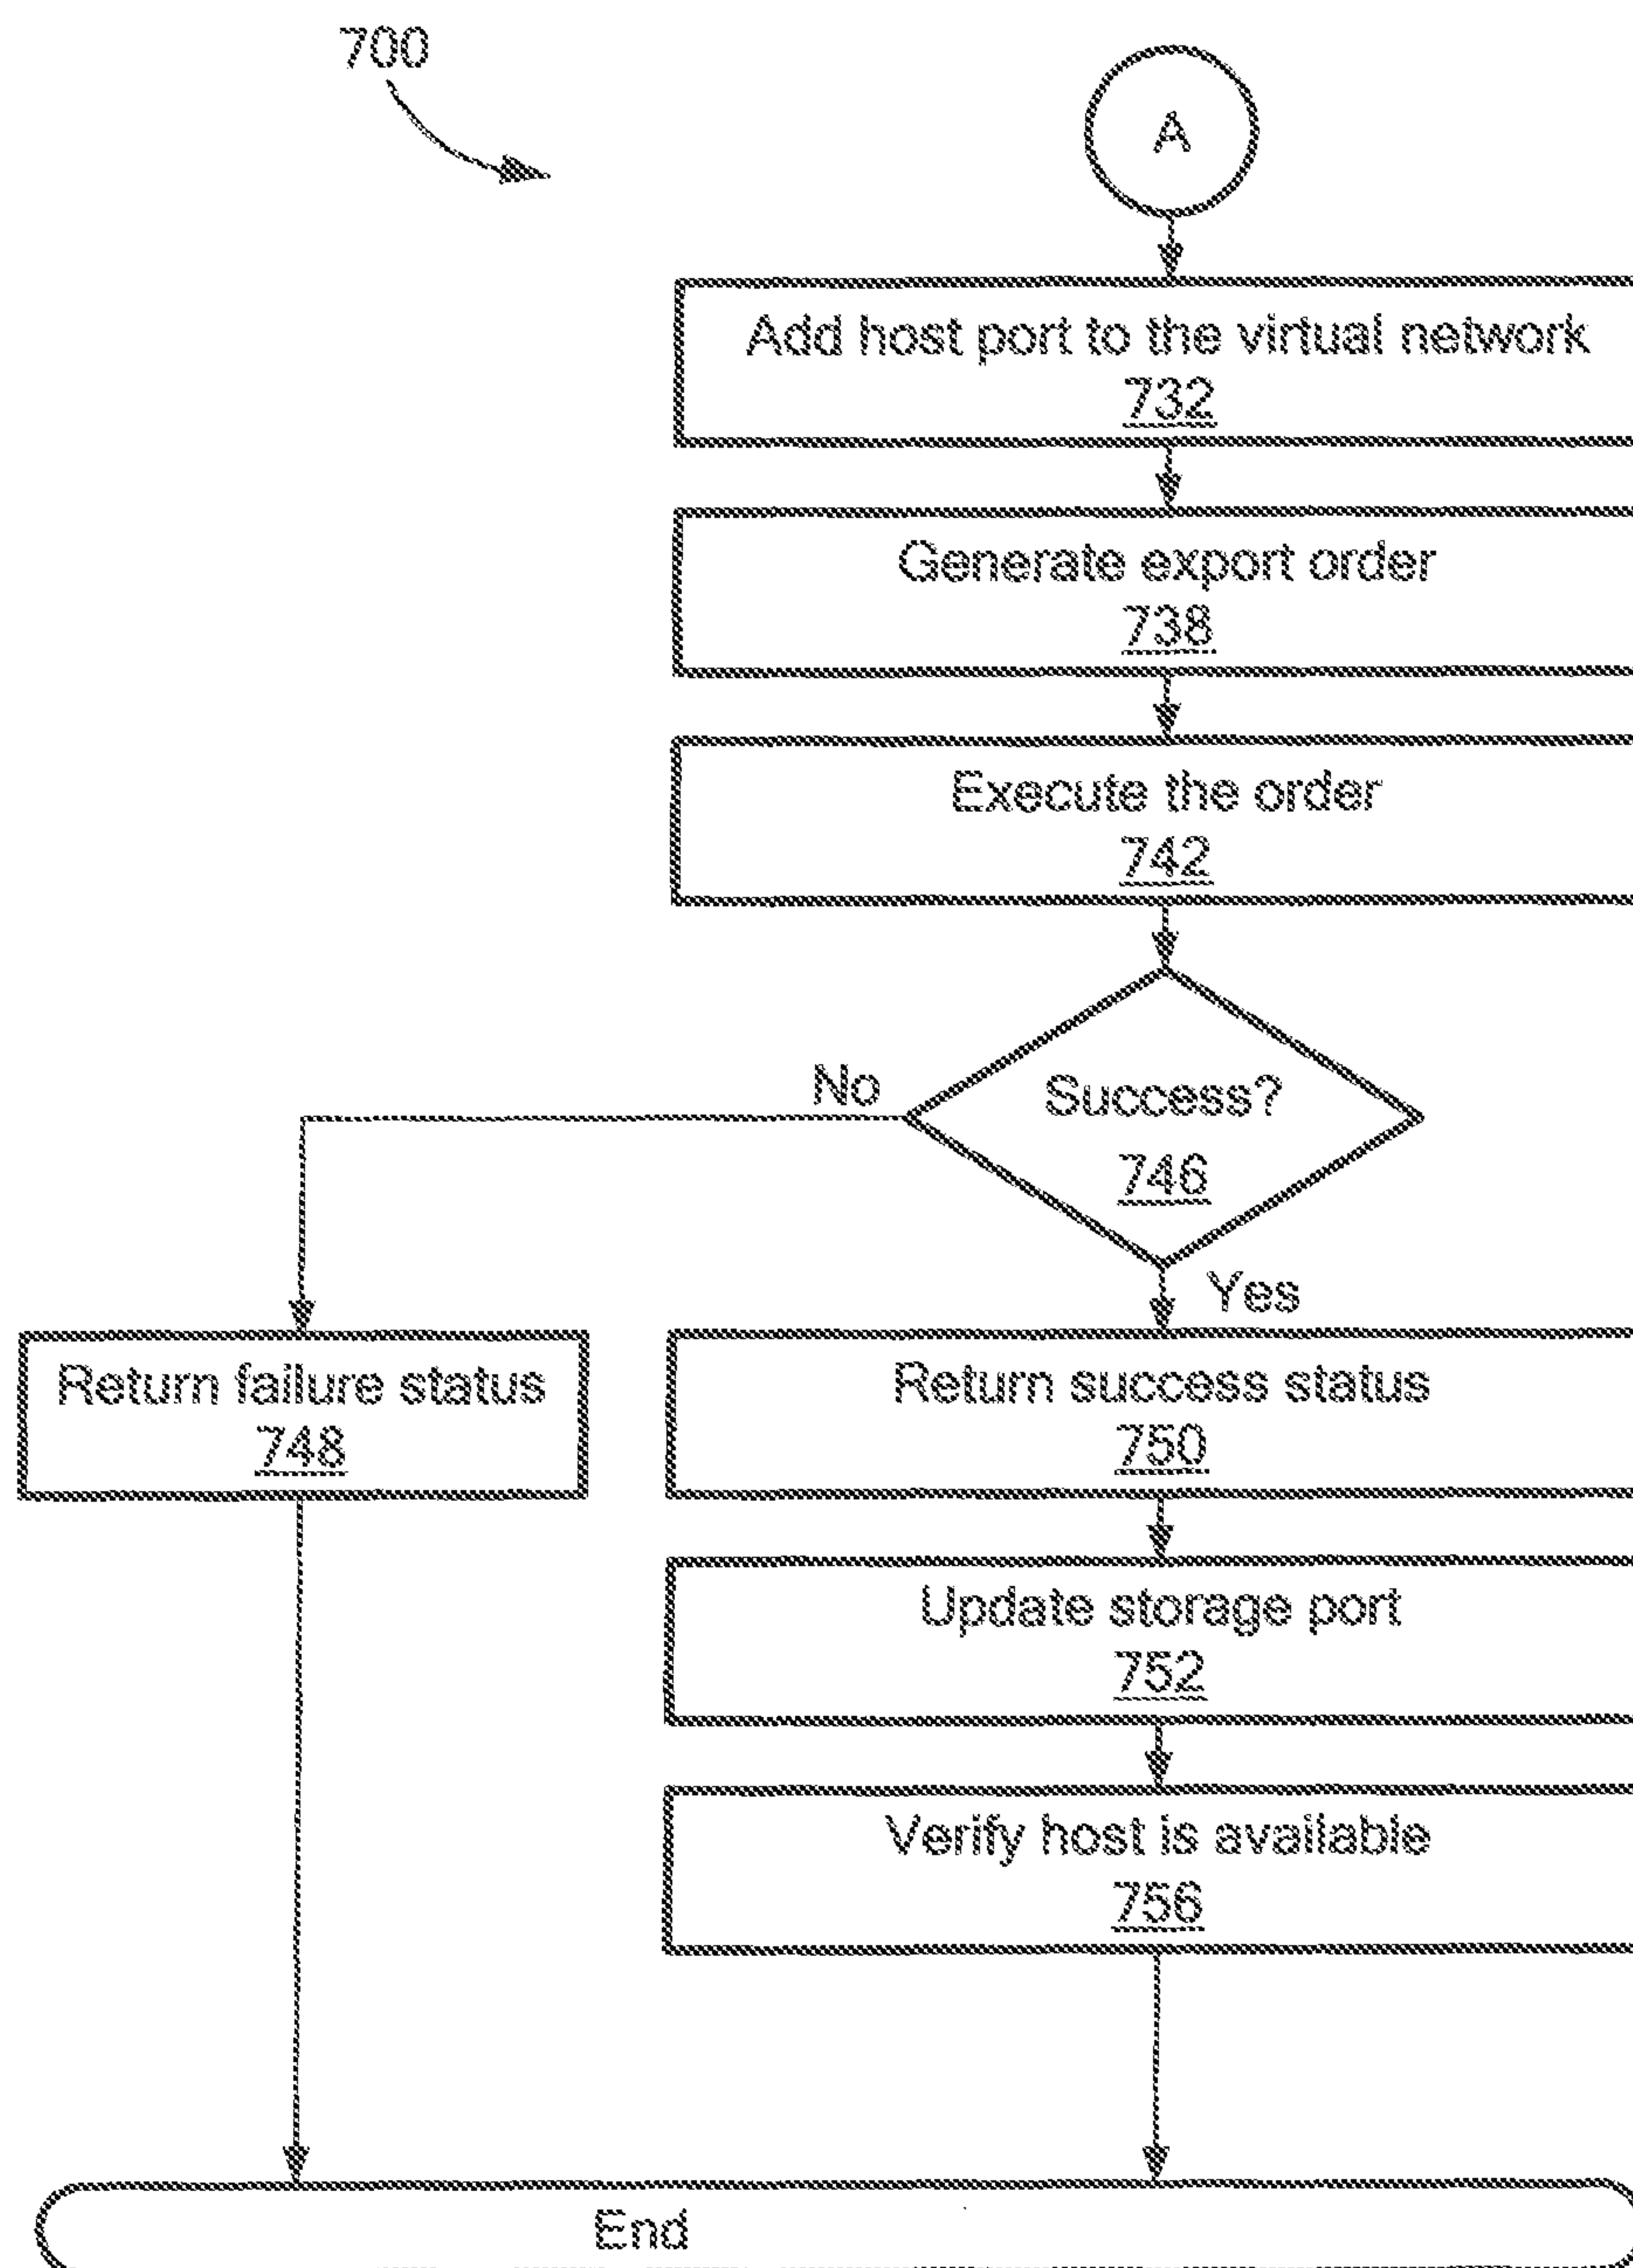 700
A
Add host port to the virtual network
732
Generate export order
738
Execute the order
742
No
Success?
746
Yes
Return failure status
748
Return success status
750
Update storage port
752
Verify host is available
756
End